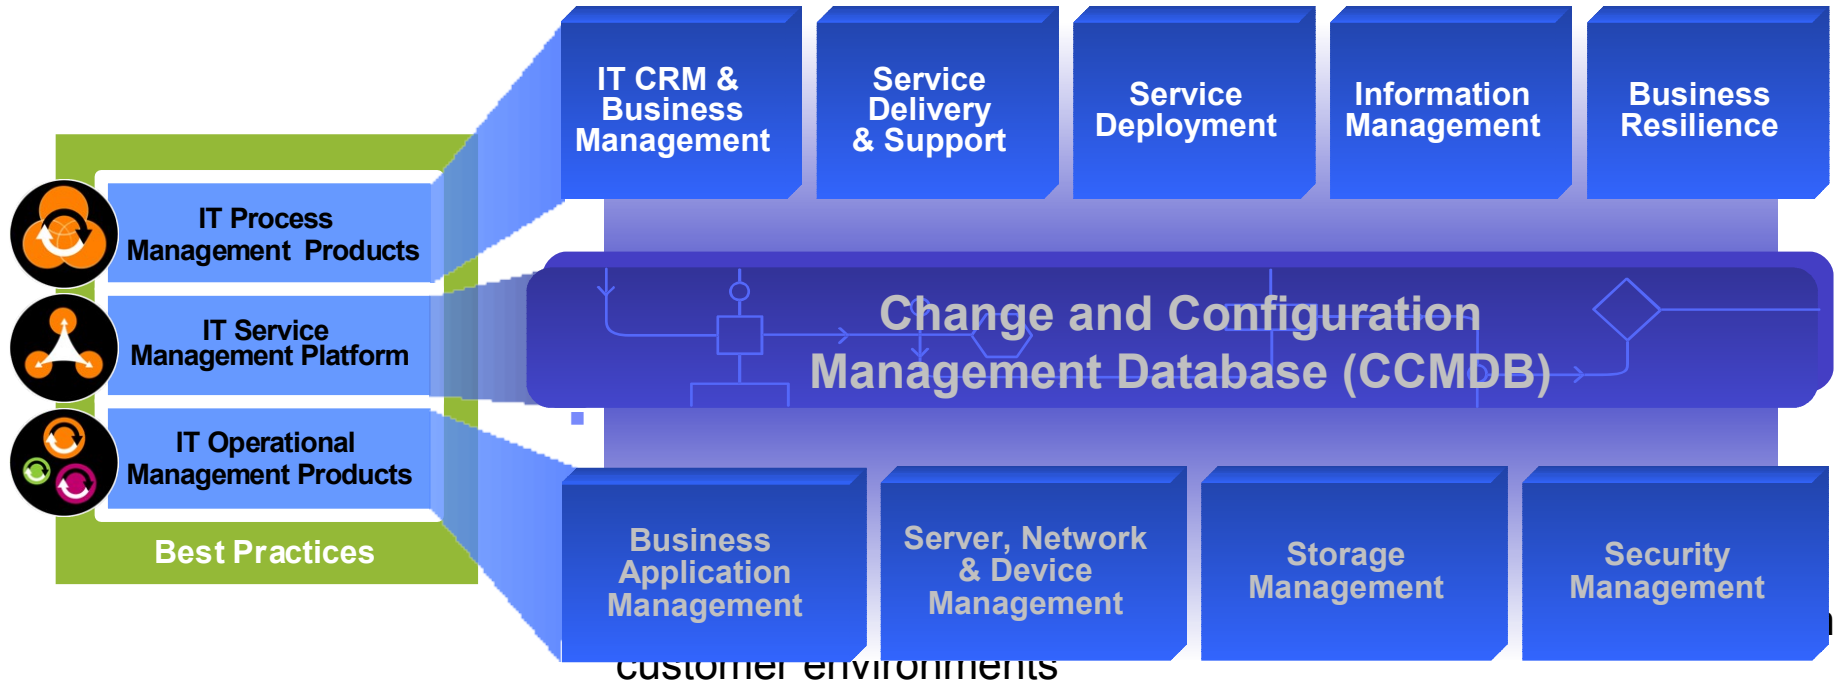 IT CRM &
Business
Management
Service
Delivery
& Support
Service
Deployment
Information
Management
Business
Resilience
IT Process
Management Products
IT Service
Management Platform
IT Operational
Management Products
Best Practices
Change and Configuration
Management Database (CCMDB)
Business
Application
Management
Server, Network
& Device
Management
Storage
Management
Security
Management
customer environments